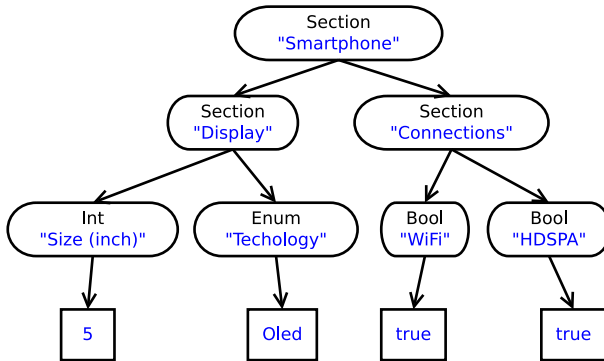 Section
"Smartphone"
Section
"Display"
Section
"Connections"
Int
"Size (inch)"
Enum
"Techology"
Bool
"WiFi"
Bool
"HDSPA"
5
Oled
true
true